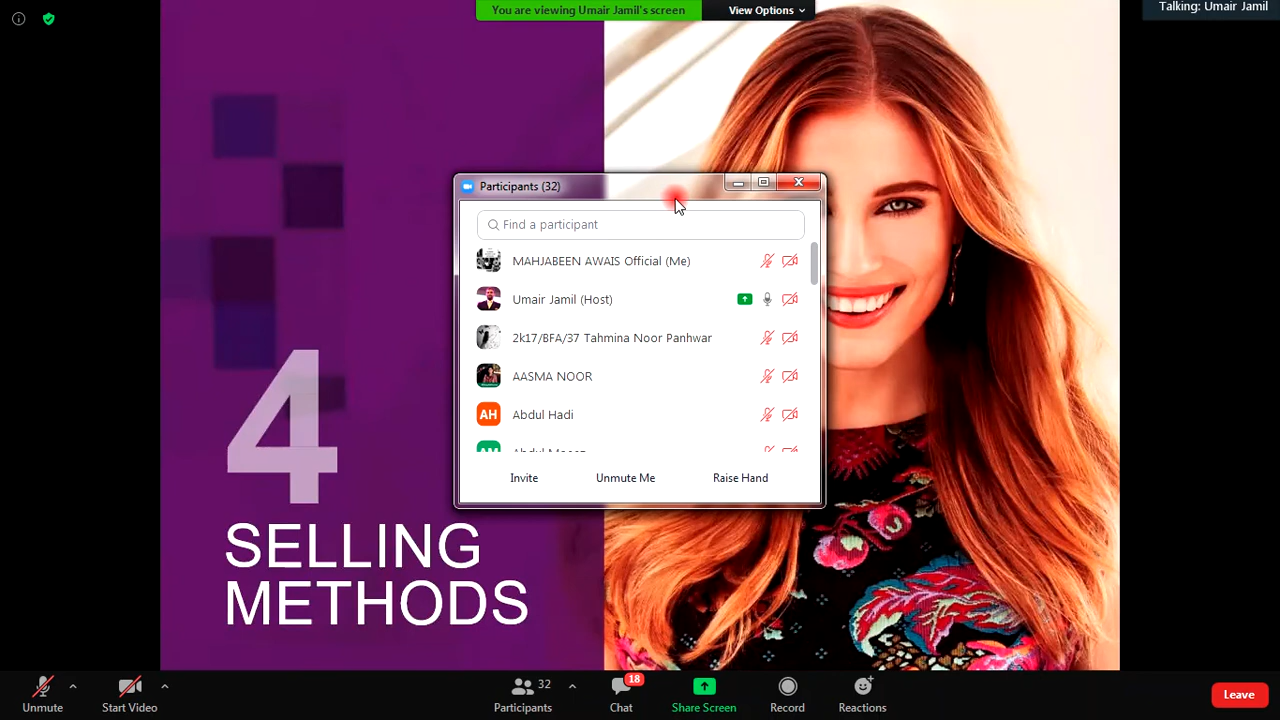 You are viewing Umair Jamil's screen
View Options
Talking: Umair Jamil
Participants (32)
Find a participant
MAHJABEEN AWAIS Official (Me)
Umair Jamil (Host)
2k17/BFA/37 Tahmina Noor Panhwar
AASMA NOOR
AH
Abdul Hadi
Invite
Unmute Me
Raise Hand
4
SELLING
METHODS
32
18
Unmute
Start Video
Participants
Chat
Share Screen
Record
Reactions
Leave